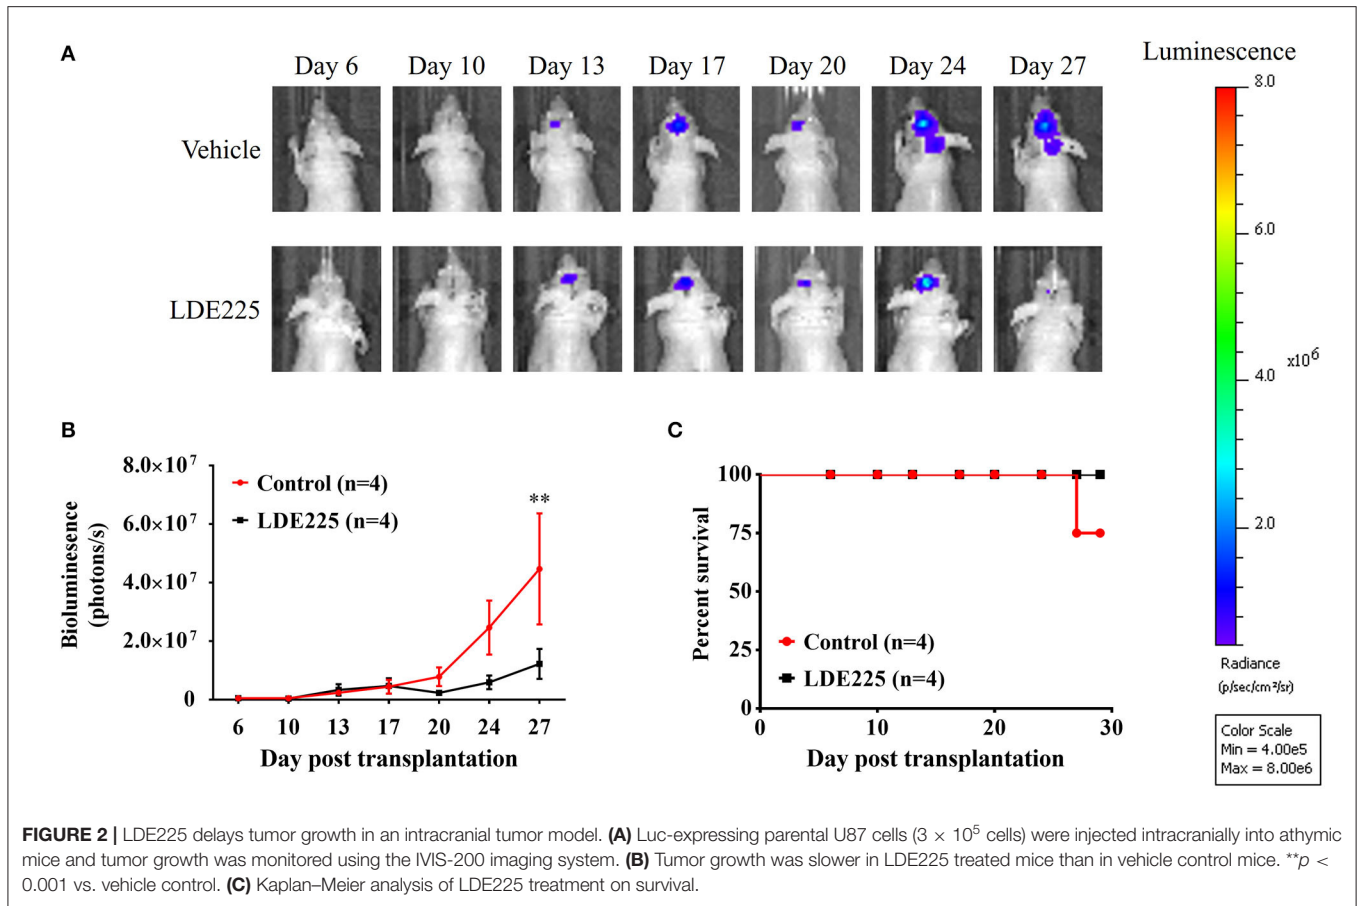 A
Day 6 Day 10 Day 13 Day 17 Day 20 Day 24 Day 27
Vehicle
LDE225
Luminescence
8.0
6.0
x10⁶
4.0
2.0
Radiance
(p/sec/cm²/sr)
Color Scale
Min = 4.00e5
Max = 8.00e6
B
8.0×10⁷
6.0×10⁷
4.0×10⁷
2.0×10⁷
0
Bioluminesence
(photons/s)
Control (n=4)
LDE225 (n=4)
**
6 10 13 17 20 24 27
Day post transplantation
C
100
75
50
25
0
Percent survival
Control (n=4)
LDE225 (n=4)
0 10 20 30
Day post transplantation
FIGURE 2 | LDE225 delays tumor growth in an intracranial tumor model. (A) Luc-expressing parental U87 cells (3 × 10⁵ cells) were injected intracranially into athymic
mice and tumor growth was monitored using the IVIS-200 imaging system. (B) Tumor growth was slower in LDE225 treated mice than in vehicle control mice. **p <
0.001 vs. vehicle control. (C) Kaplan–Meier analysis of LDE225 treatment on survival.